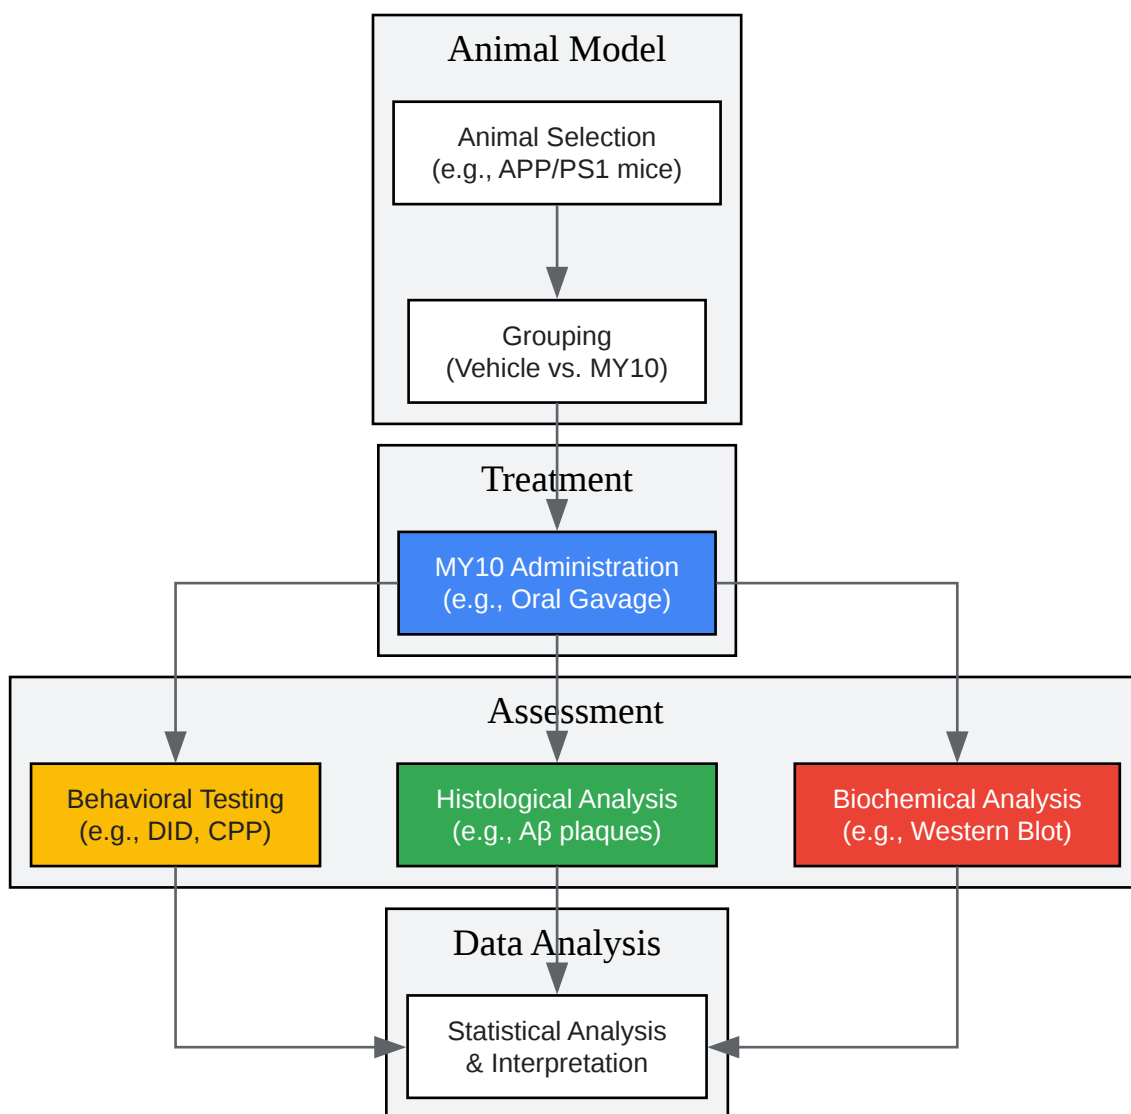 Animal Model
Animal Selection
(e.g., APP/PS1 mice)
Grouping
(Vehicle vs. MY10)
Treatment
MY10 Administration
(e.g., Oral Gavage)
Assessment
Behavioral Testing
(e.g., DID, CPP)
Histological Analysis
(e.g., Aβ plaques)
Biochemical Analysis
(e.g., Western Blot)
Data Analysis
Statistical Analysis
& Interpretation